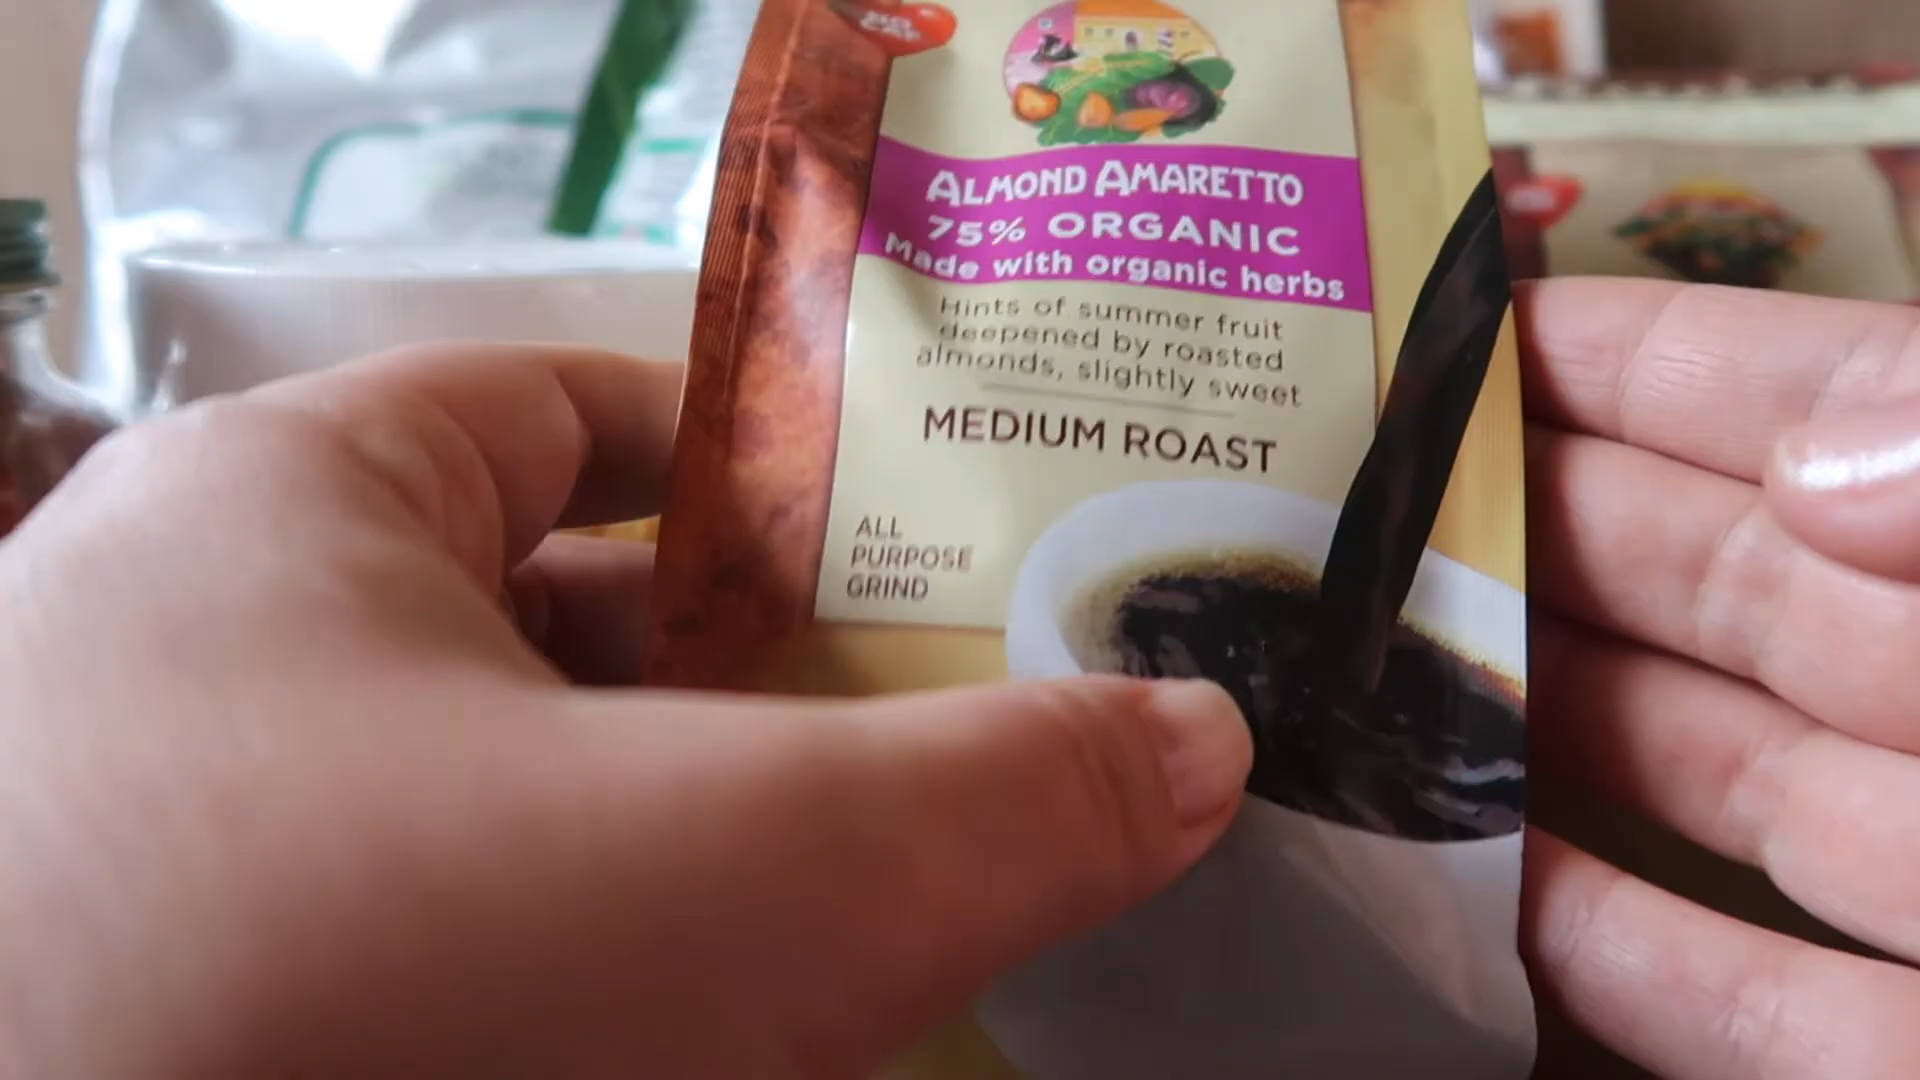 ALMOND AMARETTO
75% ORGANIC
Made with organic herbs
Hints of summer fruit
deepened by roasted
almonds, slightly sweet
MEDIUM ROAST
ALL
PURPOSE
GRIND